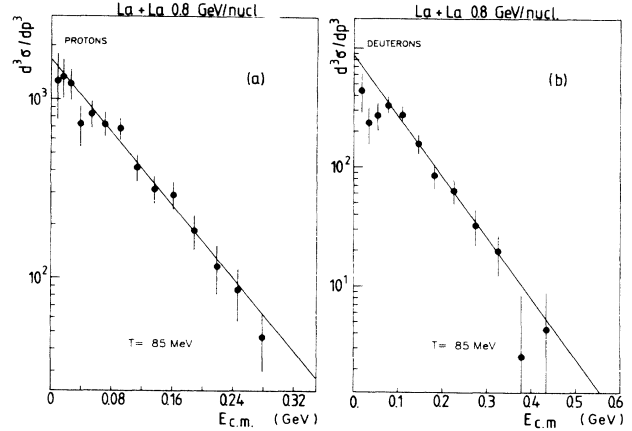 La + La 0.8 GeV/nucl.
d³σ/dp³
PROTONS
(a)
10³
10²
T= 85 MeV
0 0.08 0.16 0.24 0.32
E c.m. (GeV)
La + La 0.8 GeV/nucl.
d³σ/dp³
DEUTERONS
(b)
10³
10²
10¹
T= 85 MeV
0. 0.1 0.2 0.3 0.4 0.5 0.6
E c.m (GeV)